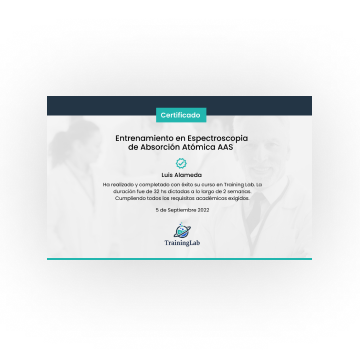 Certificado
Entrenamiento en Espectroscopía
de Absorción Atómica AAS
Luis Alameda
Ha realizado y completado con éxito su curso en Training Lab. La
duración fue de 32 hs dictadas a lo largo de 2 semanas.
Cumpliendo todos los requisitos académicos exigidos.
5 de Septiembre 2022
TrainingLab